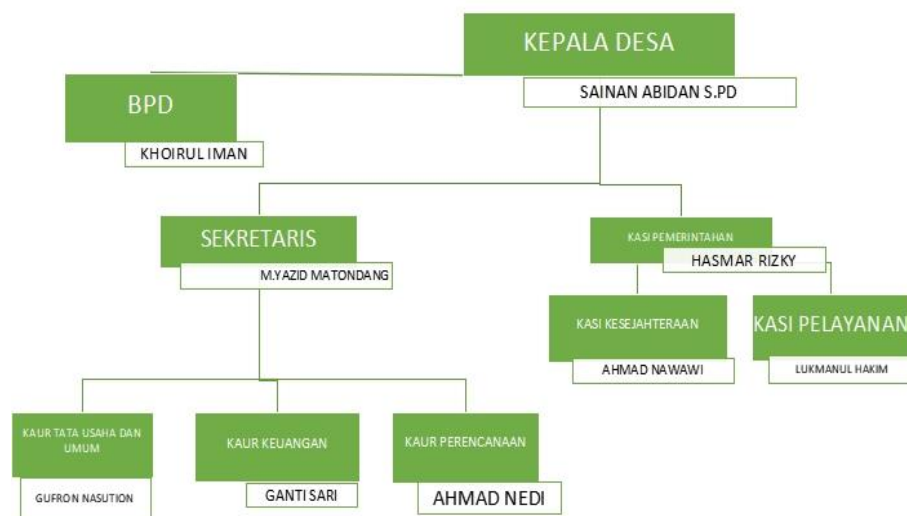 KEPALA DESA
SAINAN ABIDAN S.PD
BPD
KHOIRUL IMAN
SEKRETARIS
M.YAZID MATONDANG
KASI PEMERINTAHAN
HASMAR RIZKY
KASI KESEJAHTERAAN
AHMAD NAWAWI
KASI PELAYANAN
LUKMANUL HAKIM
KAUR TATA USAHA DAN
UMUM
GUFRON NASUTION
KAUR KEUANGAN
GANTI SARI
KAUR PERENCANAAN
AHMAD NEDI